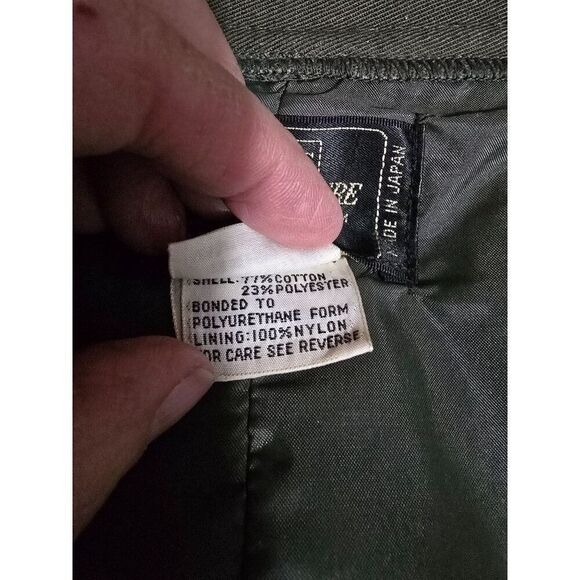 MADE IN JAPAN
SHELL: 77% COTTON
23% POLYESTER
BONDED TO
POLYURETHANE FORM
LINING: 100% NYLON
FOR CARE SEE REVERSE